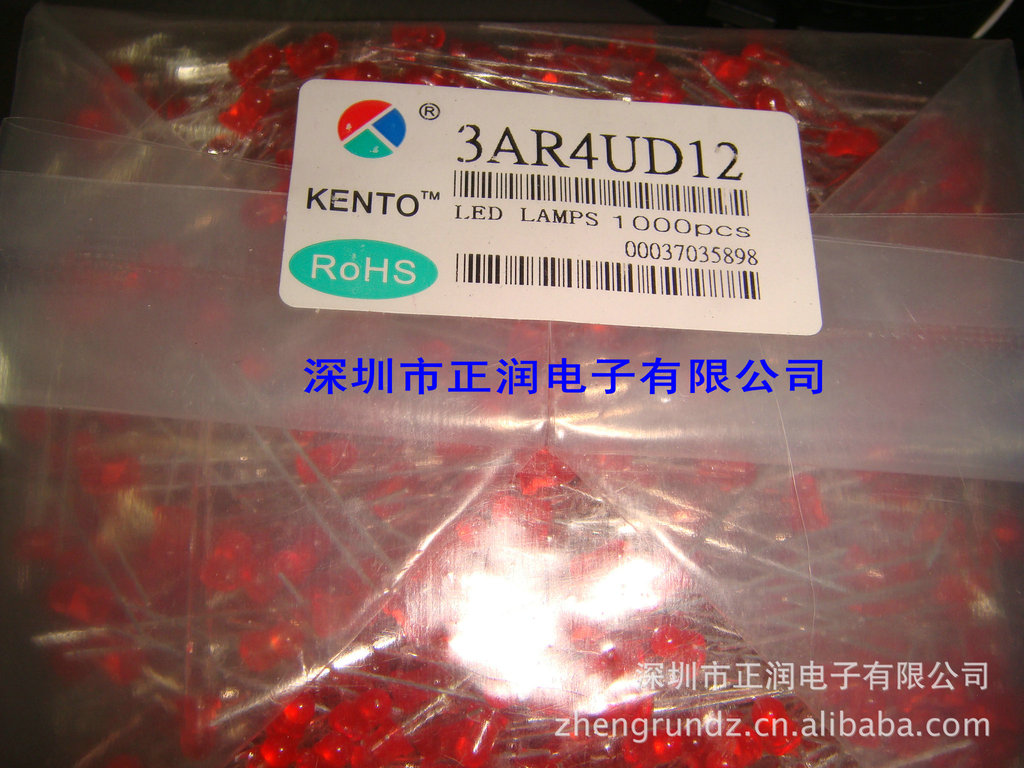 ®
3AR4UD12
KENTO™
LED LAMPS 1000pcs
00037035898
RoHS
深圳市正润电子有限公司
深圳市正润电子有限公司
zhengrundz.cn.alibaba.com